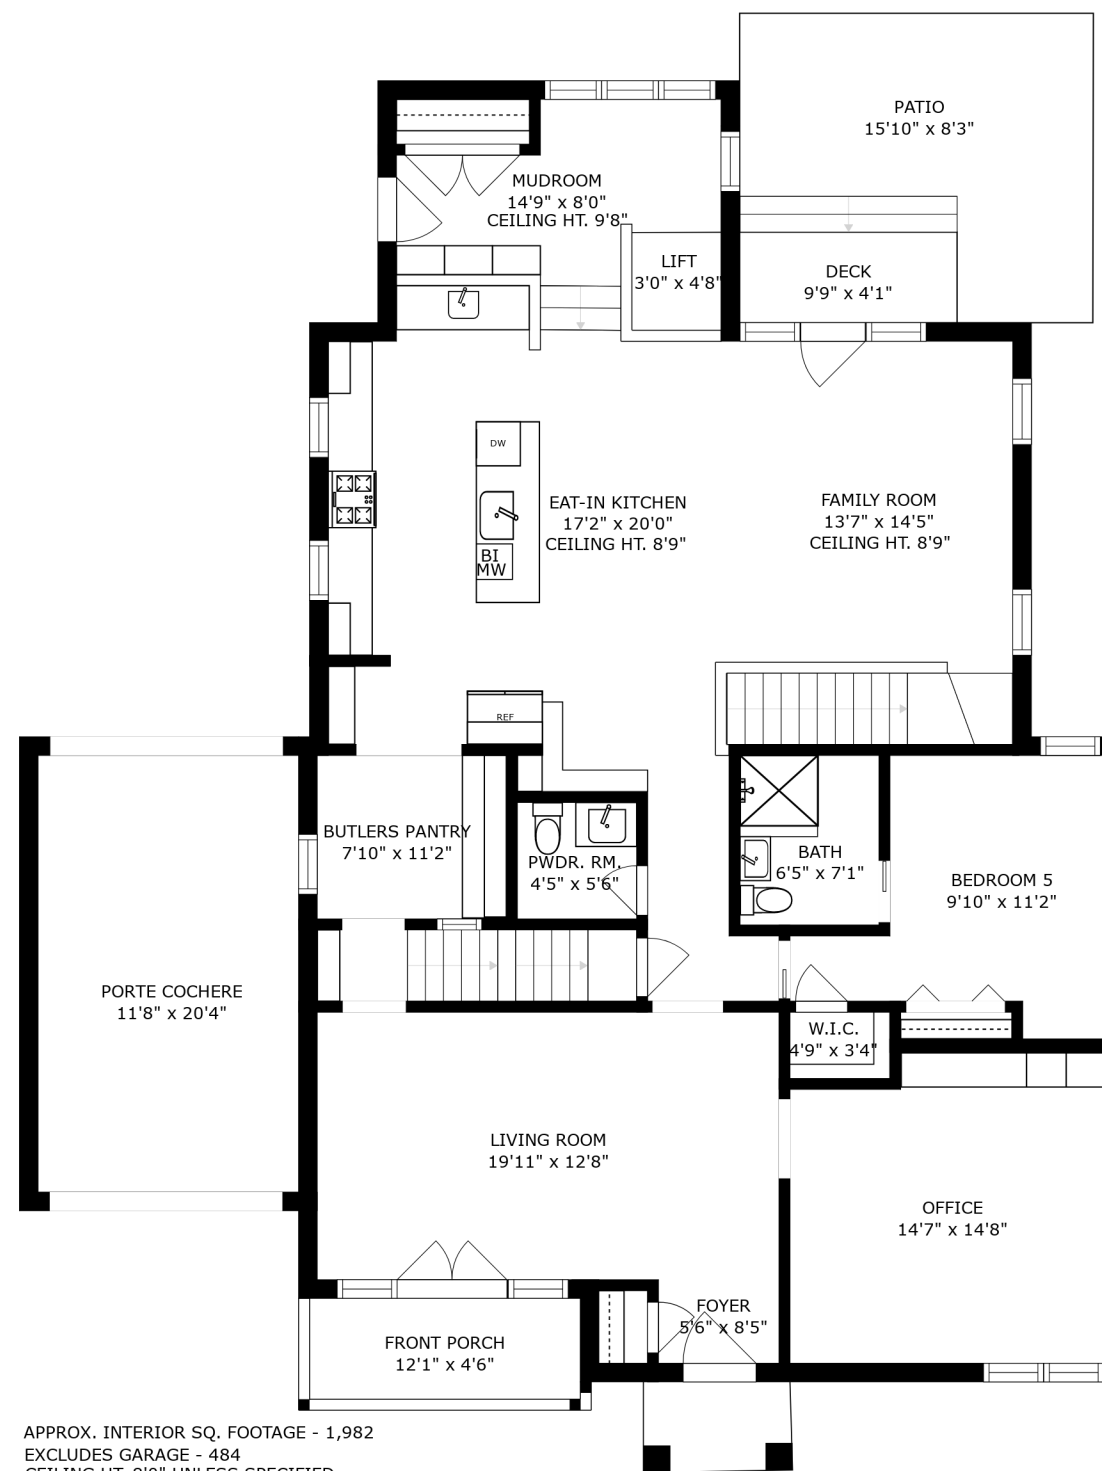 PATIO
15'10" x 8'3"
MUDROOM
14'9" x 8'0"
CEILING HT. 9'8"
LIFT
3'0" x 4'8"
DECK
9'9" x 4'1"
DW
EAT-IN KITCHEN
17'2" x 20'0"
CEILING HT. 8'9"
FAMILY ROOM
13'7" x 14'5"
CEILING HT. 8'9"
BI
MW
REF
BUTLERS PANTRY
7'10" x 11'2"
PWDR. RM.
4'5" x 5'6"
BATH
6'5" x 7'1"
BEDROOM 5
9'10" x 11'2"
PORTE COCHERE
11'8" x 20'4"
W.I.C.
4'9" x 3'4"
LIVING ROOM
19'11" x 12'8"
OFFICE
14'7" x 14'8"
FOYER
5'6" x 8'5"
FRONT PORCH
12'1" x 4'6"
APPROX. INTERIOR SQ. FOOTAGE - 1,982
EXCLUDES GARAGE - 484
CEILING HT. UNLESS SPECIFIED